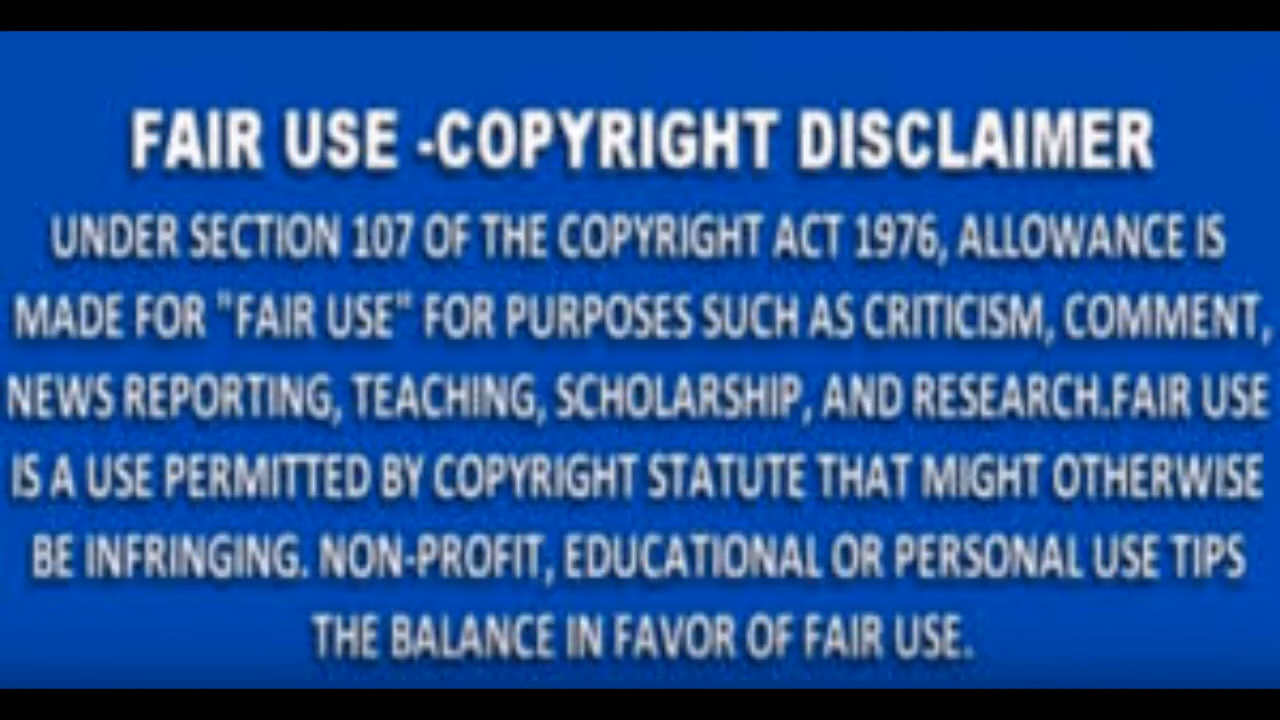 FAIR USE -COPYRIGHT DISCLAIMER
UNDER SECTION 107 OF THE COPYRIGHT ACT 1976, ALLOWANCE IS
MADE FOR "FAIR USE" FOR PURPOSES SUCH AS CRITICISM, COMMENT,
NEWS REPORTING, TEACHING, SCHOLARSHIP, AND RESEARCH.FAIR USE
IS A USE PERMITTED BY COPYRIGHT STATUTE THAT MIGHT OTHERWISE
BE INFRINGING. NON-PROFIT, EDUCATIONAL OR PERSONAL USE TIPS
THE BALANCE IN FAVOR OF FAIR USE.